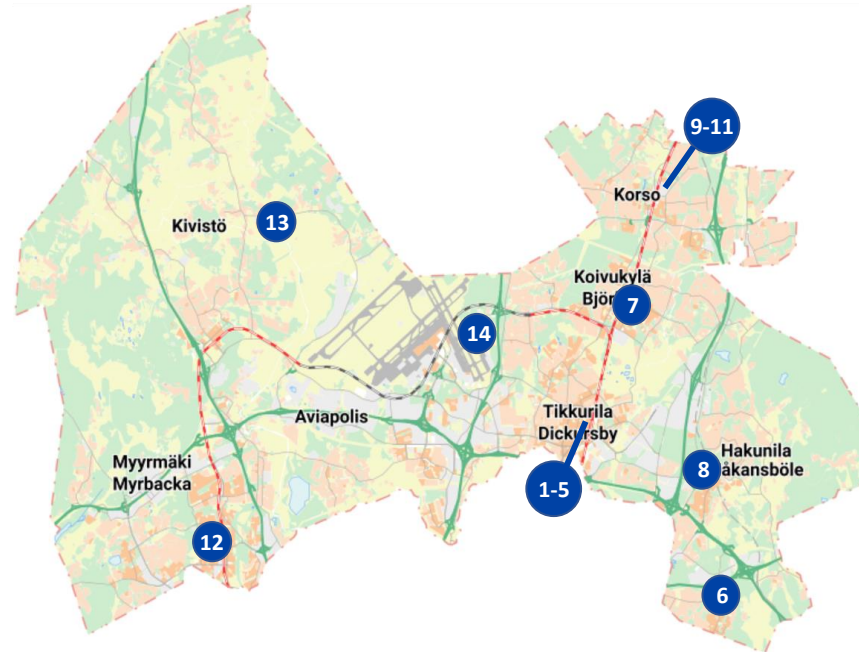 9-11
Korso
Kivistö
13
Koivukylä
Björ
7
14
Tikkurila
Dickursby
Aviapolis
Hakunila
åkansböle
8
Myyrmäki
Myrbacka
1-5
12
6